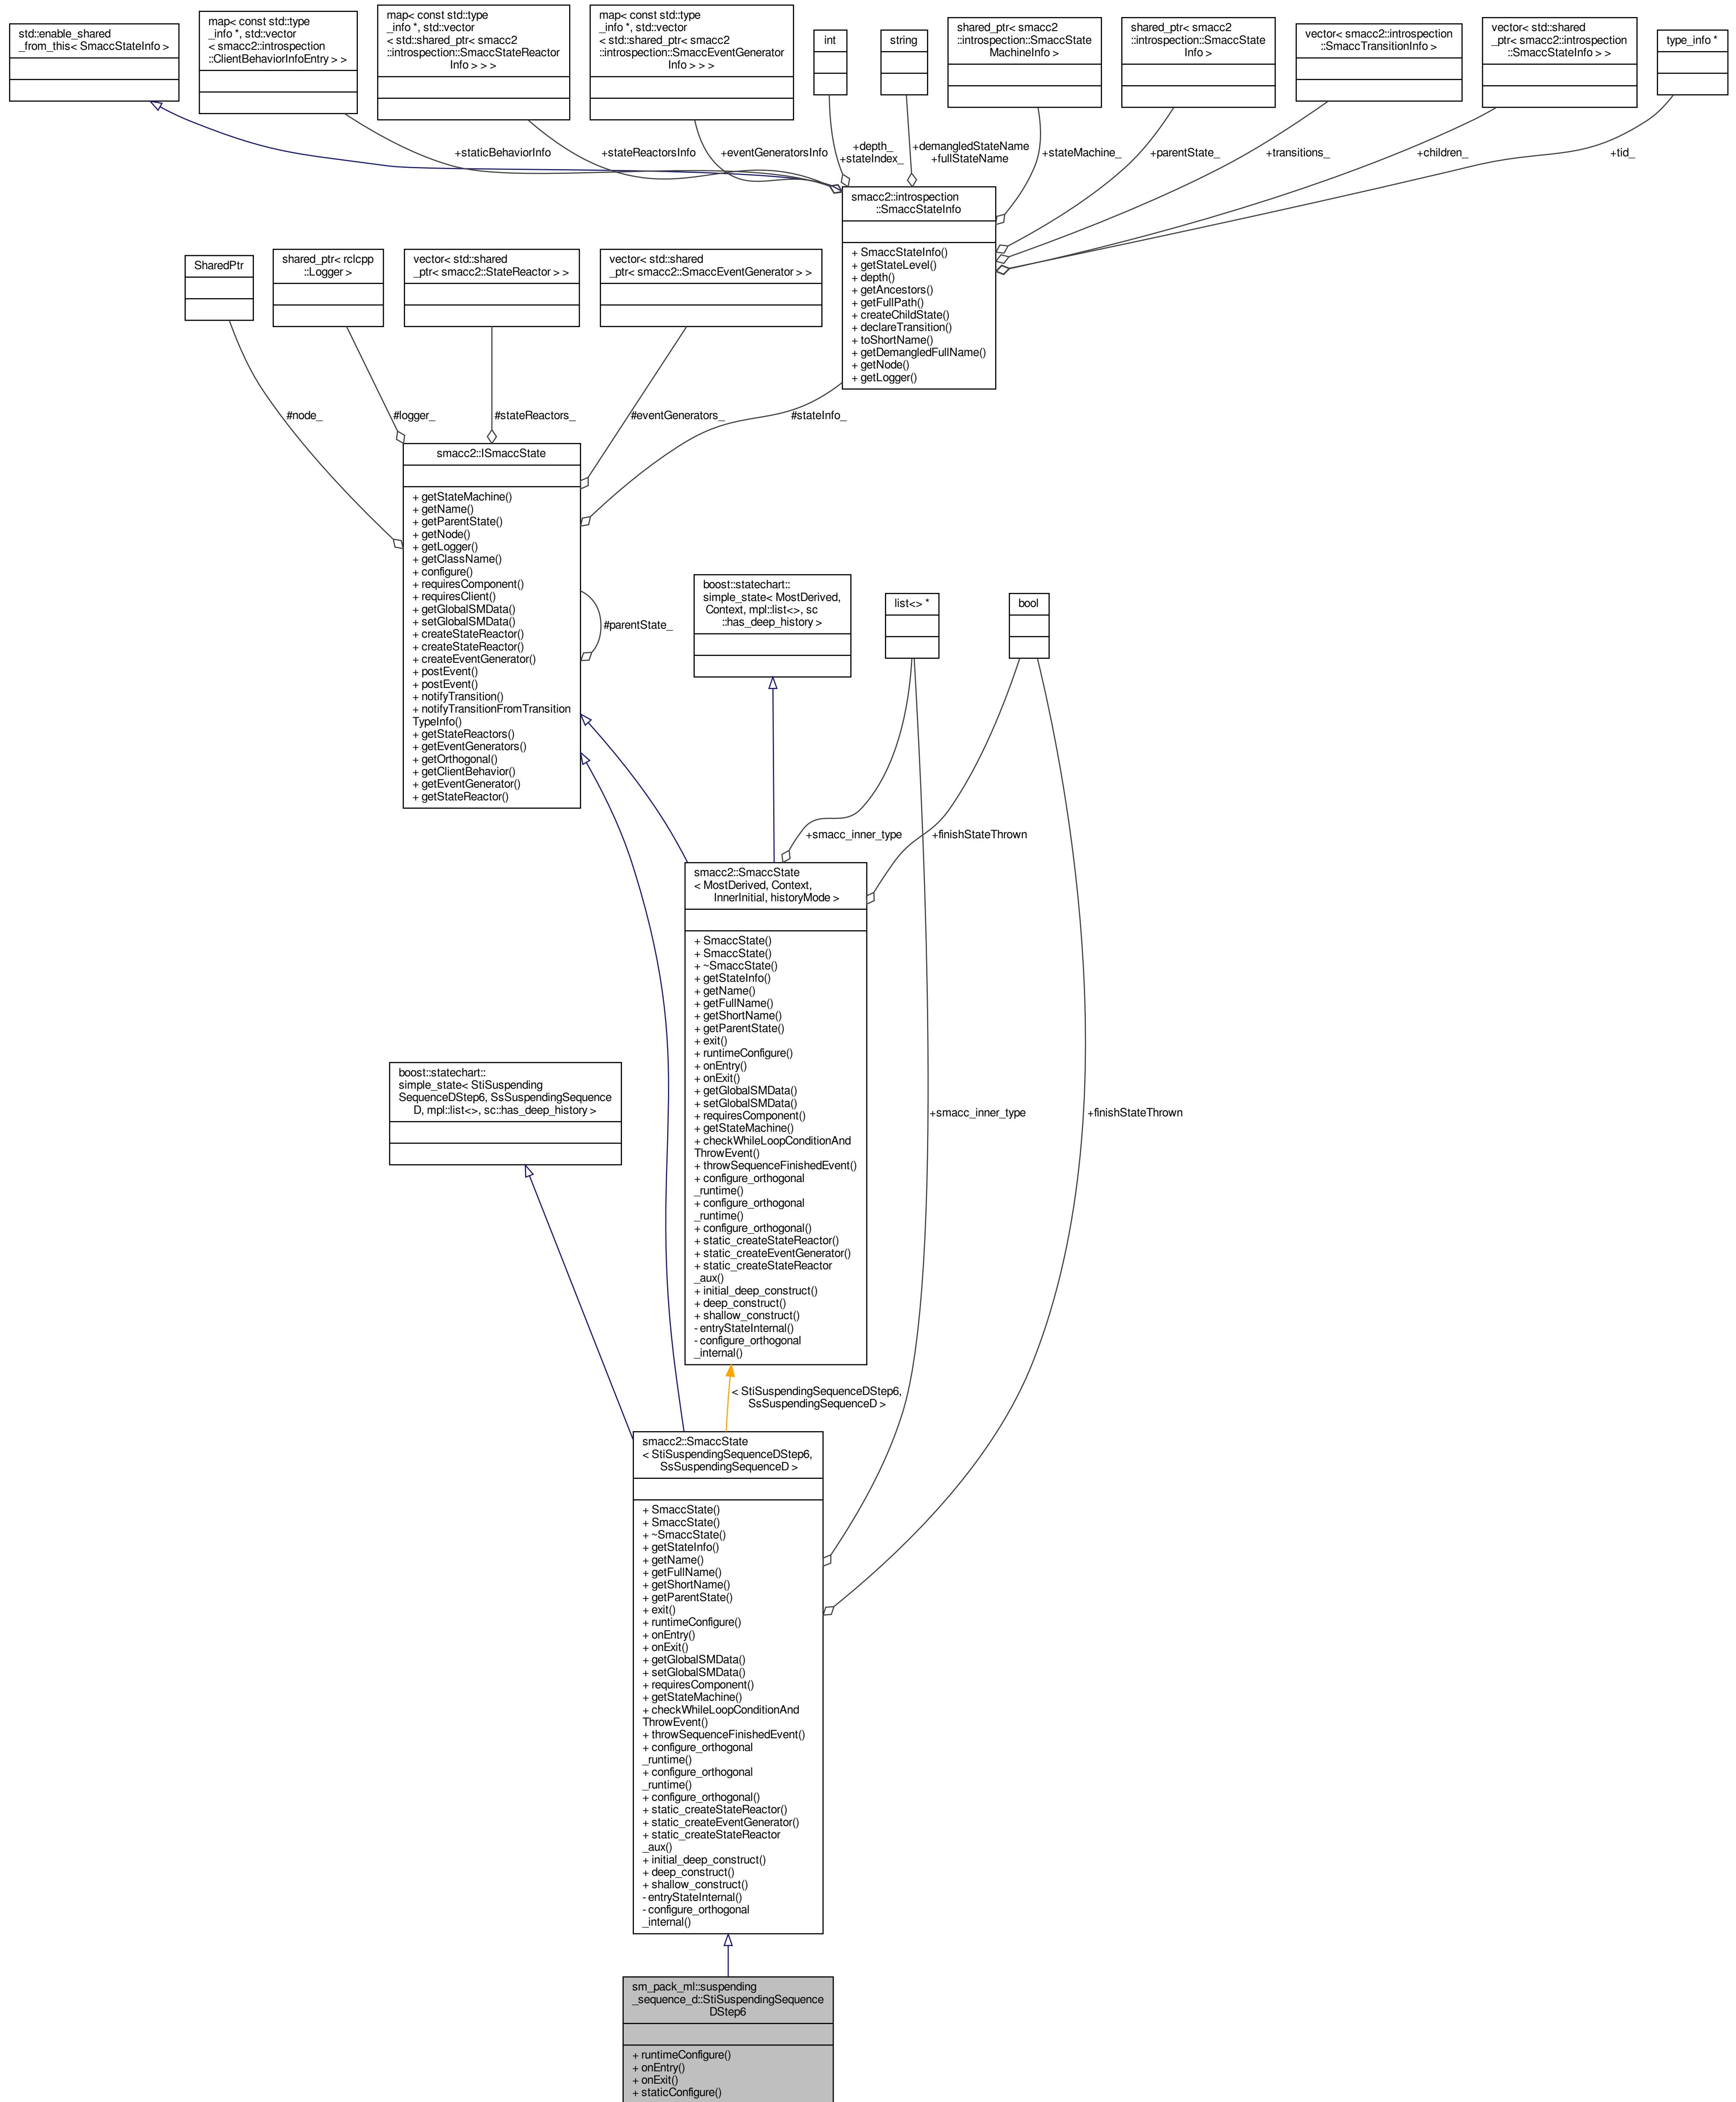 std::enable_shared
_from_this< SmaccStateInfo >
map< const std::type
_info *, std::vector
< smacc2::introspection
::ClientBehaviorInfoEntry > >
map< const std::type
_info *, std::vector
< std::shared_ptr< smacc2
::introspection::SmaccStateReactor
Info > > >
map< const std::type
_info *, std::vector
< std::shared_ptr< smacc2
::introspection::SmaccEventGenerator
Info > > >
int
string
shared_ptr< smacc2
::introspection::SmaccState
MachineInfo >
shared_ptr< smacc2
::introspection::SmaccState
Info >
vector< smacc2::introspection
::SmaccTransitionInfo >
vector< std::shared
_ptr< smacc2::introspection
::SmaccStateInfo > >
type_info *
+staticBehaviorInfo
+stateReactorsInfo
+eventGeneratorsInfo
+depth_
+stateIndex_
+demangledStateName
+fullStateName
+stateMachine_
+parentState_
+transitions_
+children_
+tid_
smacc2::introspection
::SmaccStateInfo
+ SmaccStateInfo()
+ getStateLevel()
+ depth()
+ getAncestors()
+ getFullPath()
+ createChildState()
+ declareTransition()
+ toShortName()
+ getDemangledFullName()
+ getNode()
+ getLogger()
SharedPtr
shared_ptr< rclcpp
::Logger >
vector< std::shared
_ptr< smacc2::StateReactor > >
vector< std::shared
_ptr< smacc2::SmaccEventGenerator > >
#node_
#logger_
#stateReactors_
#eventGenerators_
#stateInfo_
smacc2::ISmaccState
+ getStateMachine()
+ getName()
+ getParentState()
+ getNode()
+ getLogger()
+ getClassName()
+ configure()
+ requiresComponent()
+ requiresClient()
+ getGlobalSMData()
+ setGlobalSMData()
+ createStateReactor()
+ createStateReactor()
+ createEventGenerator()
+ postEvent()
+ postEvent()
+ notifyTransition()
+ notifyTransitionFromTransition
TypeInfo()
+ getStateReactors()
+ getEventGenerators()
+ getOrthogonal()
+ getClientBehavior()
+ getEventGenerator()
+ getStateReactor()
#parentState_
boost::statechart::
simple_state< MostDerived,
Context, mpl::list<>, sc
::has_deep_history >
list<> *
bool
+smacc_inner_type
+finishStateThrown
smacc2::SmaccState
< MostDerived, Context,
InnerInitial, historyMode >
+ SmaccState()
+ SmaccState()
+ ~SmaccState()
+ getStateInfo()
+ getName()
+ getFullName()
+ getShortName()
+ getParentState()
+ exit()
+ runtimeConfigure()
+ onEntry()
+ onExit()
+ getGlobalSMData()
+ setGlobalSMData()
+ requiresComponent()
+ getStateMachine()
+ checkWhileLoopConditionAnd
ThrowEvent()
+ throwSequenceFinishedEvent()
+ configure_orthogonal
_runtime()
+ configure_orthogonal
_runtime()
+ configure_orthogonal()
+ static_createStateReactor()
+ static_createEventGenerator()
+ static_createStateReactor
_aux()
+ initial_deep_construct()
+ deep_construct()
+ shallow_construct()
- entryStateInternal()
- configure_orthogonal
_internal()
boost::statechart::
simple_state< StiSuspending
SequenceDStep6, SsSuspendingSequence
D, mpl::list<>, sc::has_deep_history >
+smacc_inner_type
+finishStateThrown
< StiSuspendingSequenceDStep6,
SsSuspendingSequenceD >
smacc2::SmaccState
< StiSuspendingSequenceDStep6,
SsSuspendingSequenceD >
+ SmaccState()
+ SmaccState()
+ ~SmaccState()
+ getStateInfo()
+ getName()
+ getFullName()
+ getShortName()
+ getParentState()
+ exit()
+ runtimeConfigure()
+ onEntry()
+ onExit()
+ getGlobalSMData()
+ setGlobalSMData()
+ requiresComponent()
+ getStateMachine()
+ checkWhileLoopConditionAnd
ThrowEvent()
+ throwSequenceFinishedEvent()
+ configure_orthogonal
_runtime()
+ configure_orthogonal
_runtime()
+ configure_orthogonal()
+ static_createStateReactor()
+ static_createEventGenerator()
+ static_createStateReactor
_aux()
+ initial_deep_construct()
+ deep_construct()
+ shallow_construct()
- entryStateInternal()
- configure_orthogonal
_internal()
sm_pack_ml::suspending
_sequence_d::StiSuspendingSequence
DStep6
+ runtimeConfigure()
+ onEntry()
+ onExit()
+ staticConfigure()